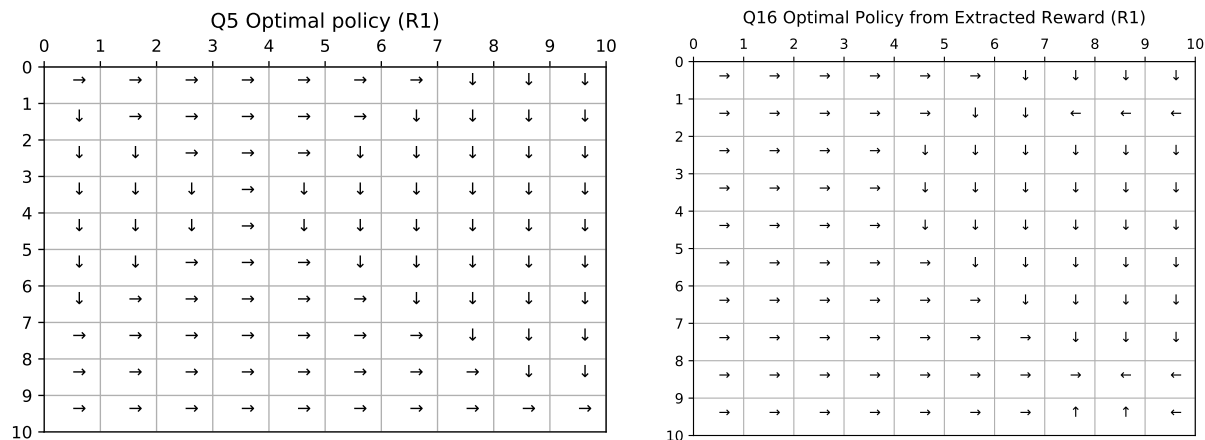 Q5 Optimal policy (R1)
0 1 2 3 4 5 6 7 8 9 10
0
→ → → → → → → ↓ ↓ ↓
1
↓ → → → → → ↓ ↓ ↓ ↓
2
↓ ↓ → → → ↓ ↓ ↓ ↓ ↓
3
↓ ↓ ↓ → ↓ ↓ ↓ ↓ ↓ ↓
4
↓ ↓ ↓ → ↓ ↓ ↓ ↓ ↓ ↓
5
↓ ↓ → → → ↓ ↓ ↓ ↓ ↓
6
↓ → → → → → ↓ ↓ ↓ ↓
7
→ → → → → → → ↓ ↓ ↓
8
→ → → → → → → → ↓ ↓
9
→ → → → → → → → → →
10
Q16 Optimal Policy from Extracted Reward (R1)
0 1 2 3 4 5 6 7 8 9 10
0
→ → → → → → ↓ ↓ ↓ ↓
1
→ → → → → ↓ ↓ ← ← ←
2
→ → → → ↓ ↓ ↓ ↓ ↓ ↓
3
→ → → → ↓ ↓ ↓ ↓ ↓ ↓
4
→ → → → ↓ ↓ ↓ ↓ ↓ ↓
5
→ → → → → ↓ ↓ ↓ ↓ ↓
6
→ → → → → → ↓ ↓ ↓ ↓
7
→ → → → → → → ↓ ↓ ↓
8
→ → → → → → → → ← ←
9
→ → → → → → → ↑ ↑ ←
10